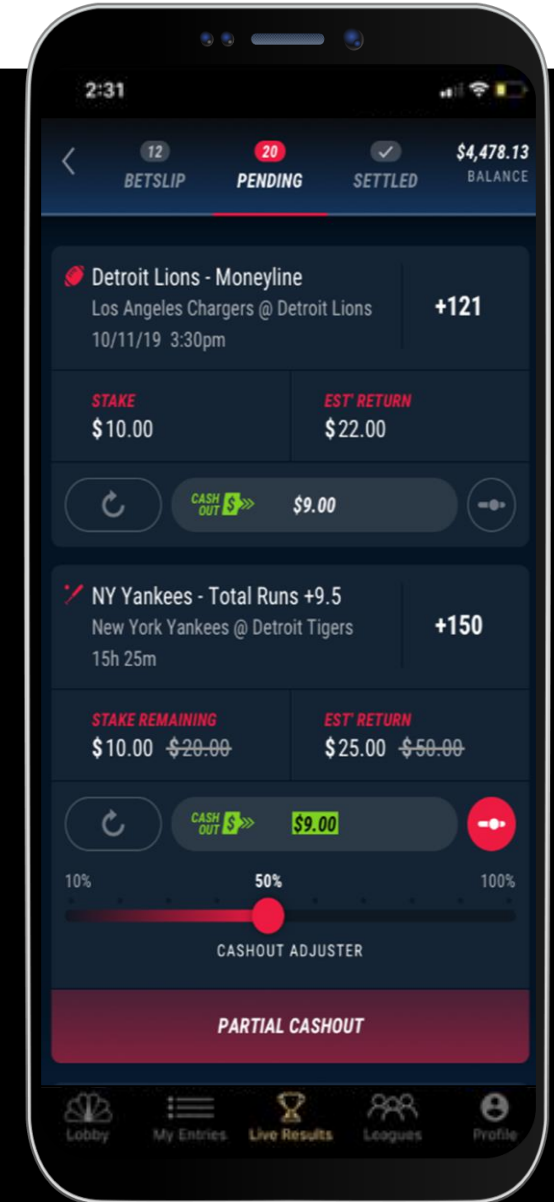 2:31
12
BETSLIP
20
PENDING
SETTLED
$4,478.13
BALANCE
Detroit Lions - Moneyline
Los Angeles Chargers @ Detroit Lions
10/11/19 3:30pm
+121
STAKE
$10.00
EST' RETURN
$22.00
CASH OUT $
$9.00
NY Yankees - Total Runs +9.5
New York Yankees @ Detroit Tigers
15h 25m
+150
STAKE REMAINING
$10.00 $20.00
EST' RETURN
$25.00 $50.00
CASH OUT $
$9.00
10%
50%
100%
CASHOUT ADJUSTER
PARTIAL CASHOUT
Lobby
My Entries
Live Results
Leagues
Profile